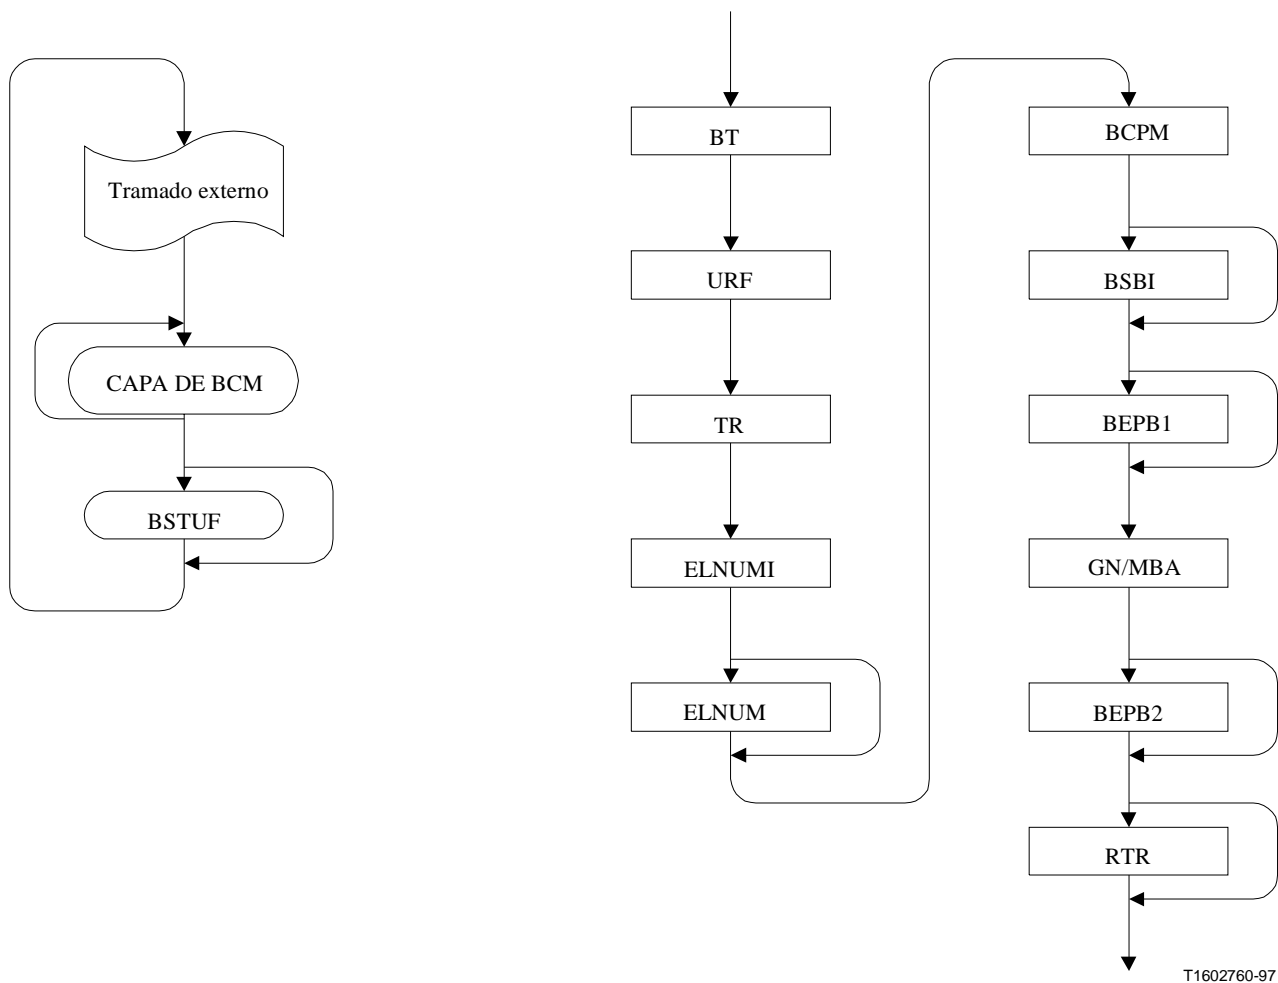 Tramado externo
CAPA DE BCM
BSTUF
BT
URF
TR
ELNUMI
ELNUM
BCPM
BSBI
BEPB1
GN/MBA
BEPB2
RTR
T1602760-97